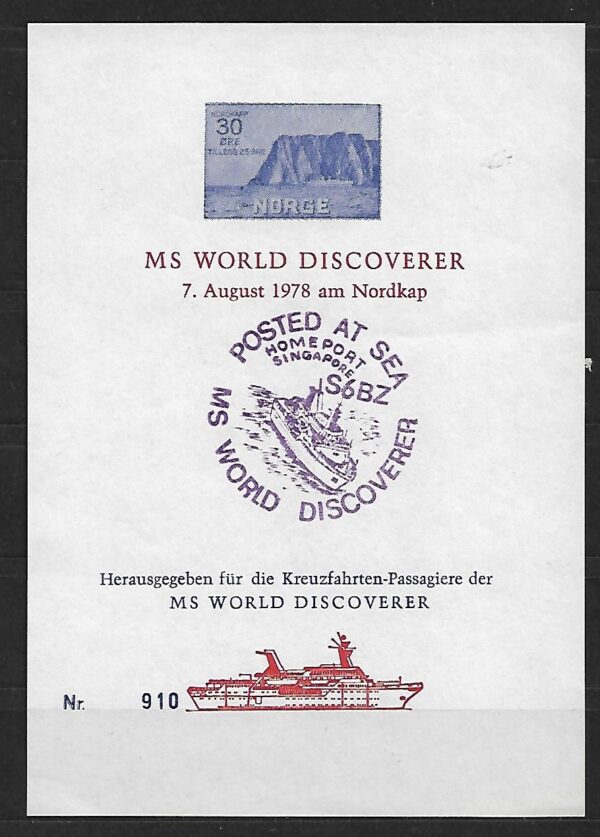 NORDKAPP
30
ØRE
TILLEGG 25 ØRE
NORGE
MS WORLD DISCOVERER
7. August 1978 am Nordkap
POSTED AT SEA
HOMEPORT
SINGAPORE
S6BZ
MS WORLD DISCOVERER
Herausgegeben für die Kreuzfahrten-Passagiere der
MS WORLD DISCOVERER
Nr. 910